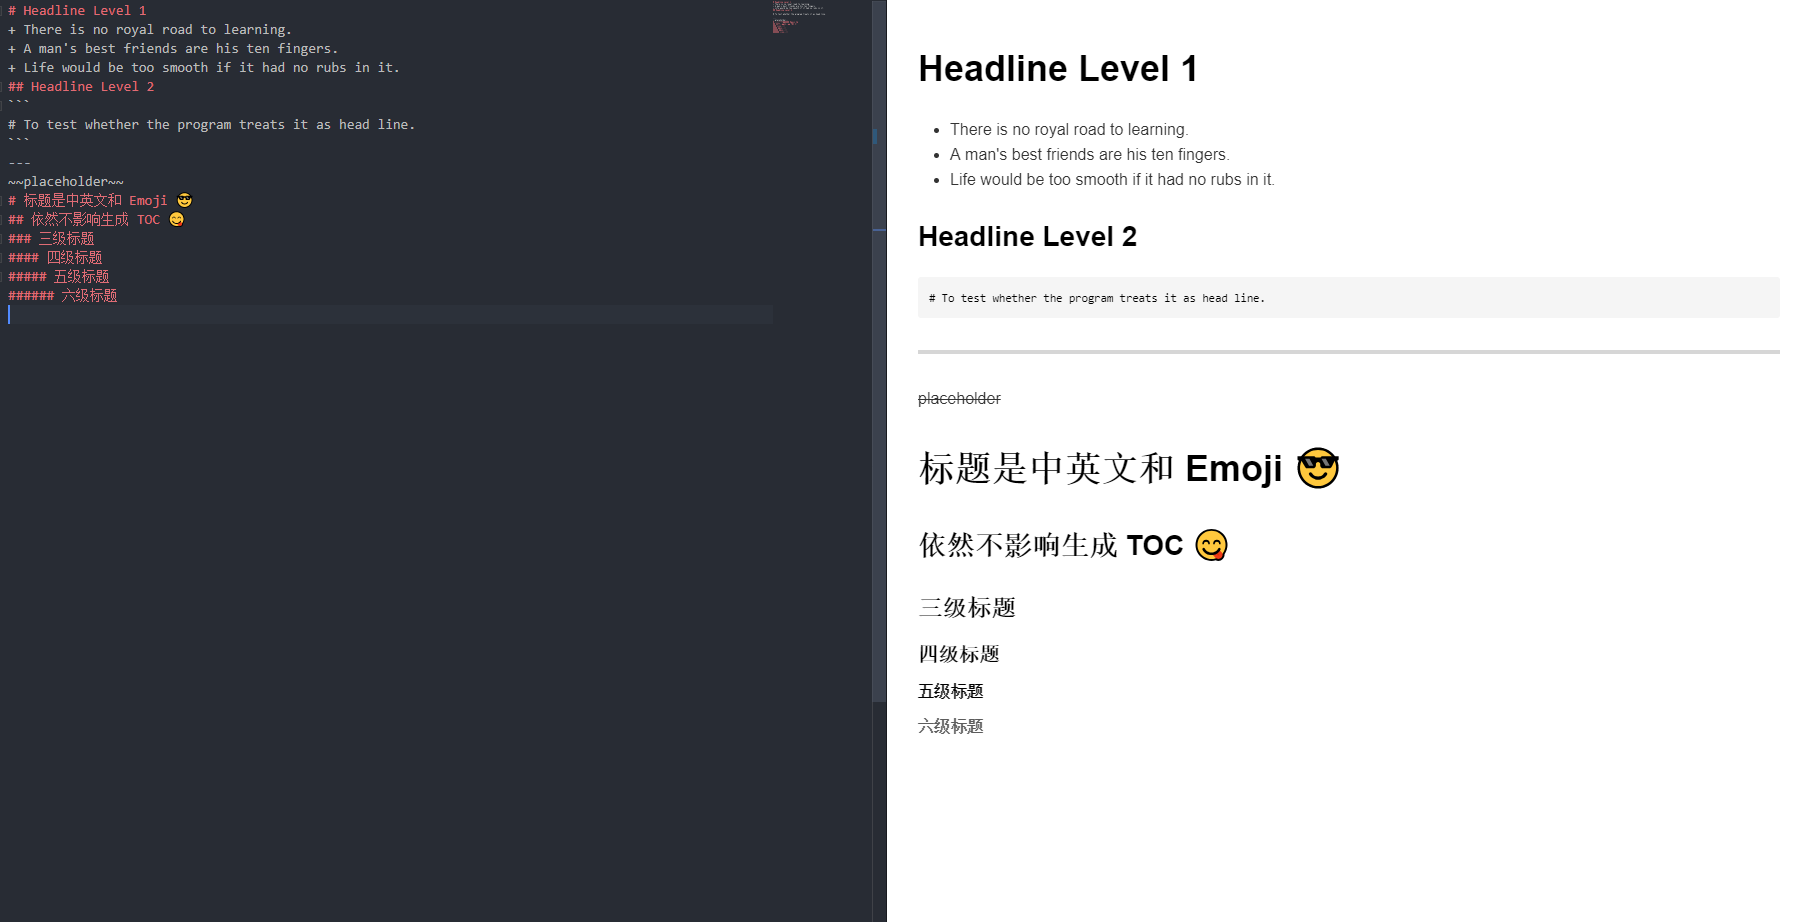 # Headline Level 1
+ There is no royal road to learning.
+ A man's best friends are his ten fingers.
+ Life would be too smooth if it had no rubs in it.
## Headline Level 2
```
# To test whether the program treats it as head line.
```
---
~~placeholder~~
# 标题是中英文和 Emoji 😎
## 依然不影响生成 TOC 😋
### 三级标题
#### 四级标题
##### 五级标题
###### 六级标题
Headline Level 1
• There is no royal road to learning.
• A man's best friends are his ten fingers.
• Life would be too smooth if it had no rubs in it.
Headline Level 2
# To test whether the program treats it as head line.
placeholder
标题是中英文和 Emoji 😎
依然不影响生成 TOC 😋
三级标题
四级标题
五级标题
六级标题